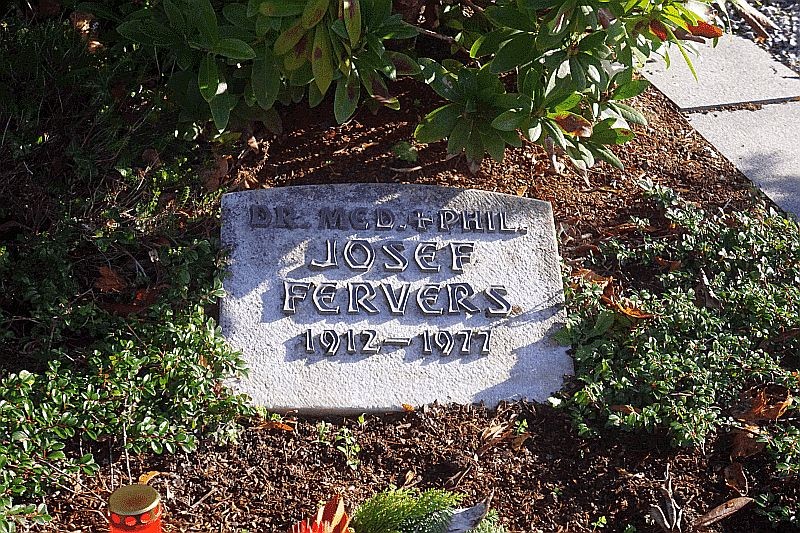 DR. MED. + PHIL.
JOSEF
FERVERS
1912–1977